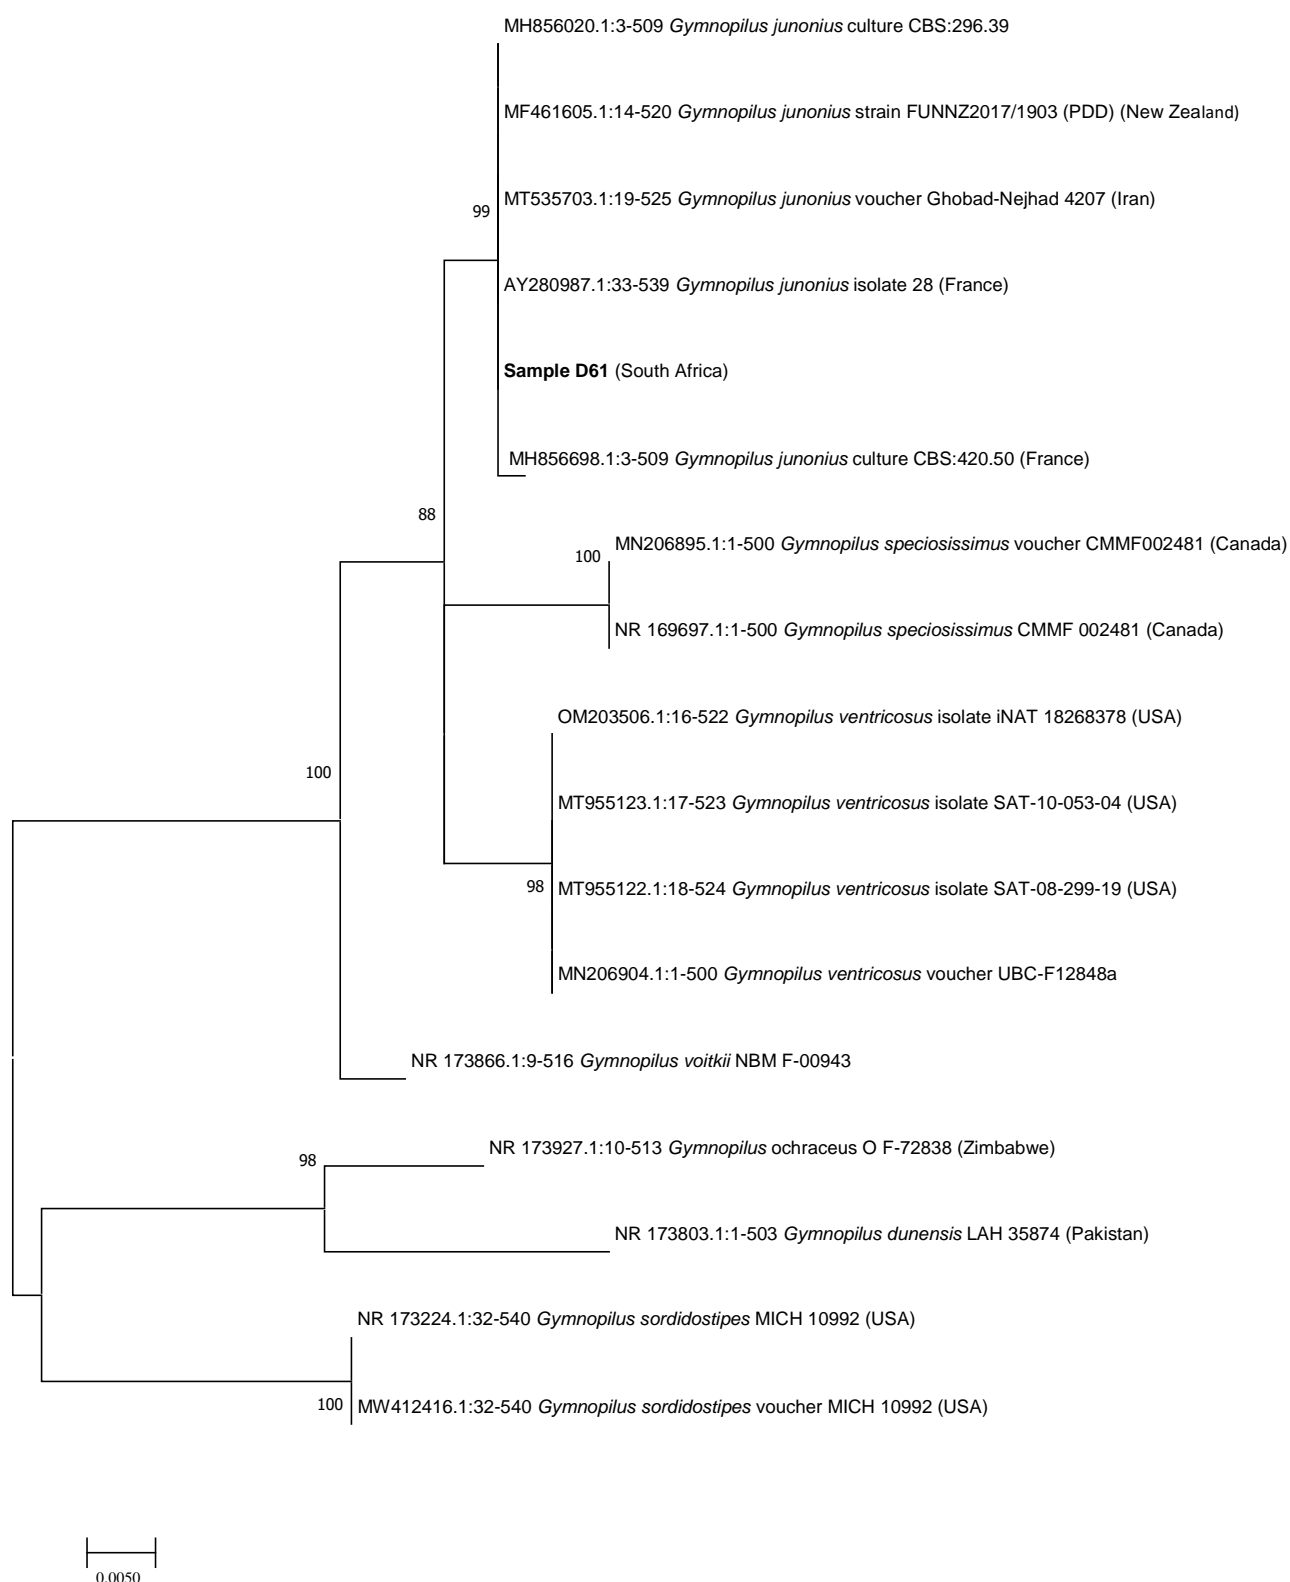 MH856020.1:3-509 Gymnopilus junonius culture CBS:296.39
MF461605.1:14-520 Gymnopilus junonius strain FUNNZ2017/1903 (PDD) (New Zealand)
MT535703.1:19-525 Gymnopilus junonius voucher Ghobad-Nejhad 4207 (Iran)
99
AY280987.1:33-539 Gymnopilus junonius isolate 28 (France)
Sample D61 (South Africa)
MH856698.1:3-509 Gymnopilus junonius culture CBS:420.50 (France)
88
MN206895.1:1-500 Gymnopilus speciosissimus voucher CMMF002481 (Canada)
100
NR 169697.1:1-500 Gymnopilus speciosissimus CMMF 002481 (Canada)
OM203506.1:16-522 Gymnopilus ventricosus isolate iNAT 18268378 (USA)
100
MT955123.1:17-523 Gymnopilus ventricosus isolate SAT-10-053-04 (USA)
98
MT955122.1:18-524 Gymnopilus ventricosus isolate SAT-08-299-19 (USA)
MN206904.1:1-500 Gymnopilus ventricosus voucher UBC-F12848a
NR 173866.1:9-516 Gymnopilus voitkii NBM F-00943
NR 173927.1:10-513 Gymnopilus ochraceus O F-72838 (Zimbabwe)
98
NR 173803.1:1-503 Gymnopilus dunensis LAH 35874 (Pakistan)
NR 173224.1:32-540 Gymnopilus sordidostipes MICH 10992 (USA)
100
MW412416.1:32-540 Gymnopilus sordidostipes voucher MICH 10992 (USA)
0.0050